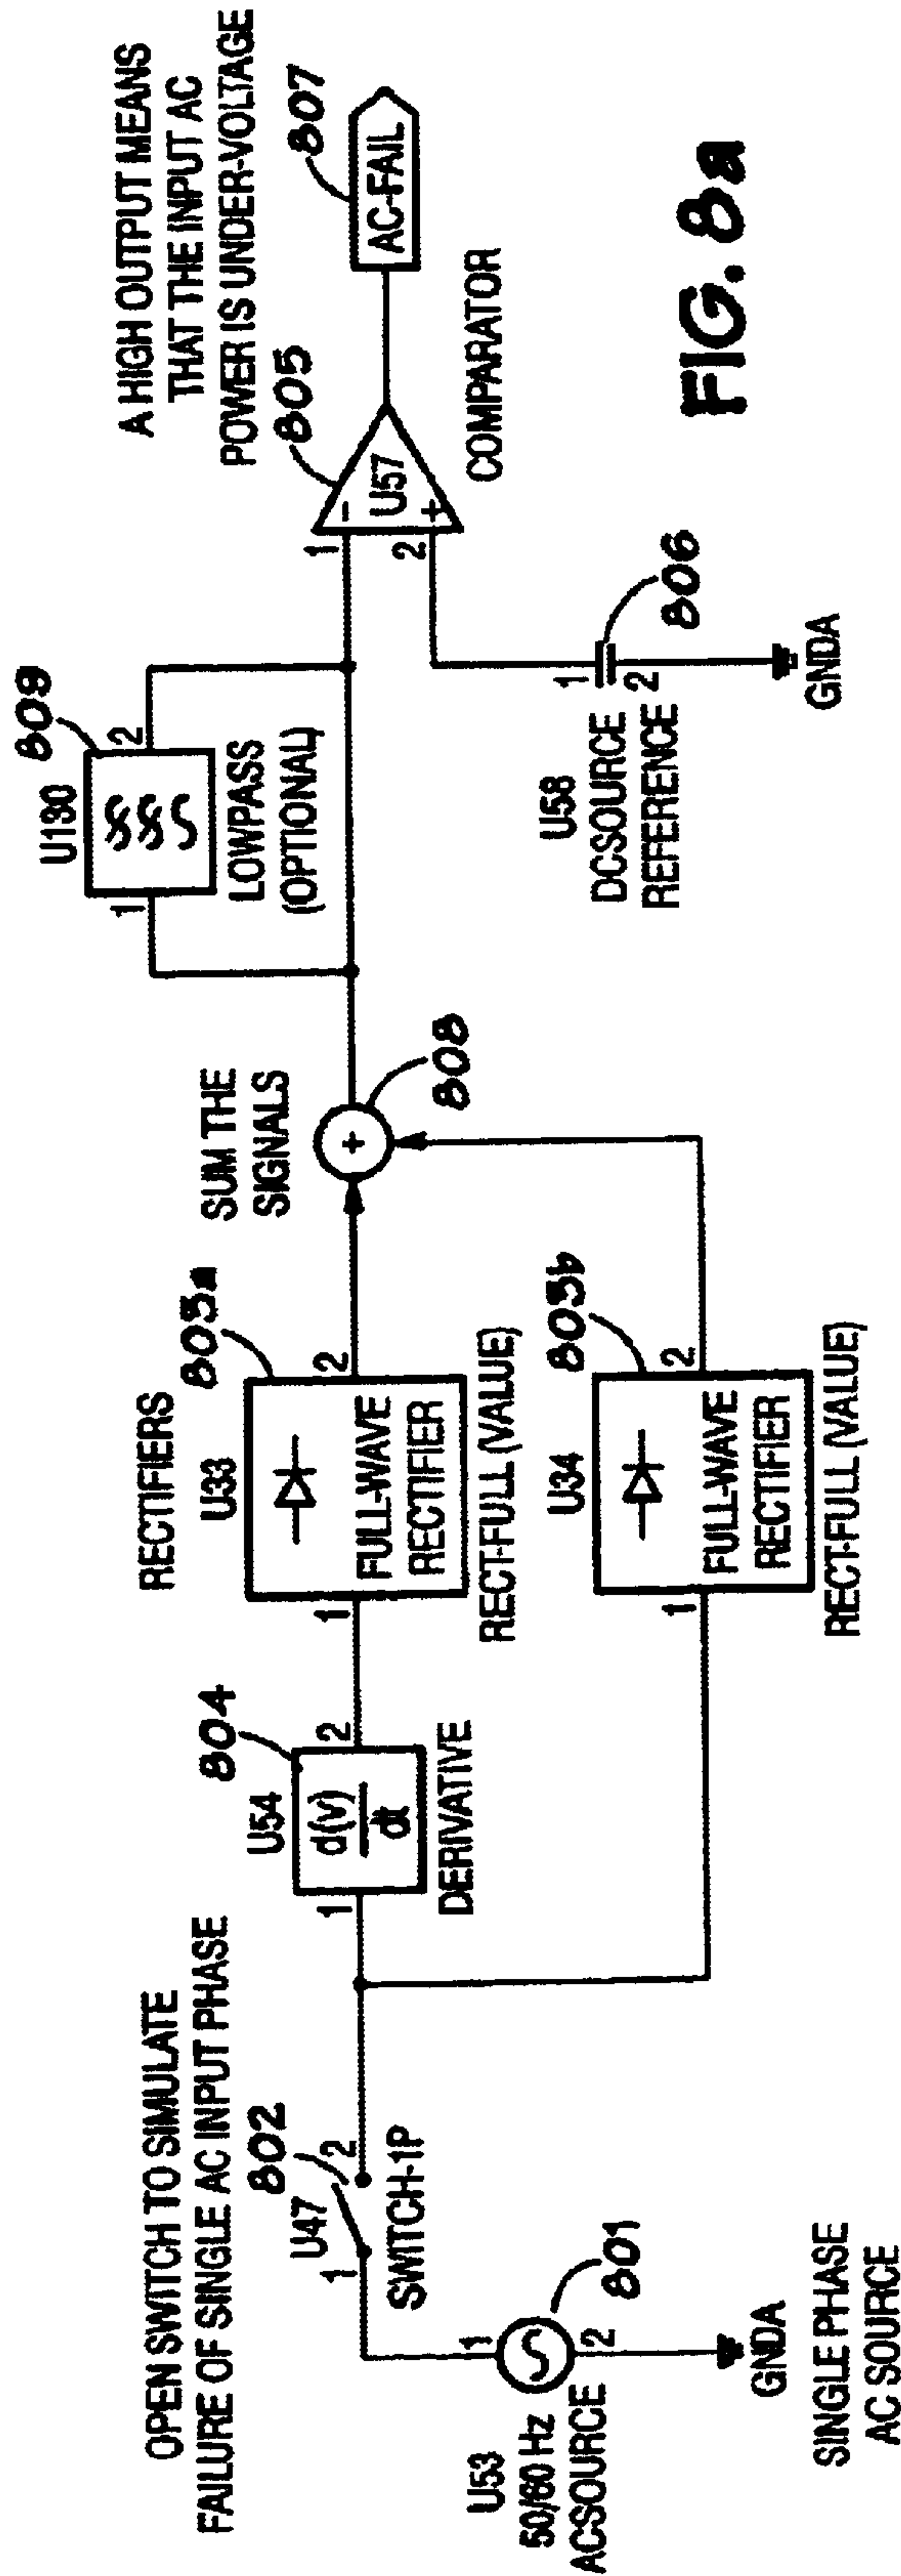 OPEN SWITCH TO SIMULATE
FAILURE OF SINGLE AC INPUT PHASE
802
U47
1
2
SWITCH-1P
U53
50/60 Hz
ACSOURCE
1
2
801
GNDA
SINGLE PHASE
AC SOURCE
804
U54
1
2
d(v)
dt
DERIVATIVE
RECTIFIERS
803a
U33
1
2
FULL-WAVE
RECTIFIER
RECT-FULL (VALUE)
803b
U34
1
2
FULL-WAVE
RECTIFIER
RECT-FULL (VALUE)
SUM THE
SIGNALS
+
808
809
U130
1
2
LOWPASS
(OPTIONAL)
U58
DCSOURCE
REFERENCE
1
2
806
GNDA
A HIGH OUTPUT MEANS
THAT THE INPUT AC
POWER IS UNDER-VOLTAGE
805
1
2
-
+
U57
COMPARATOR
807
AC-FAIL
FIG. 8a